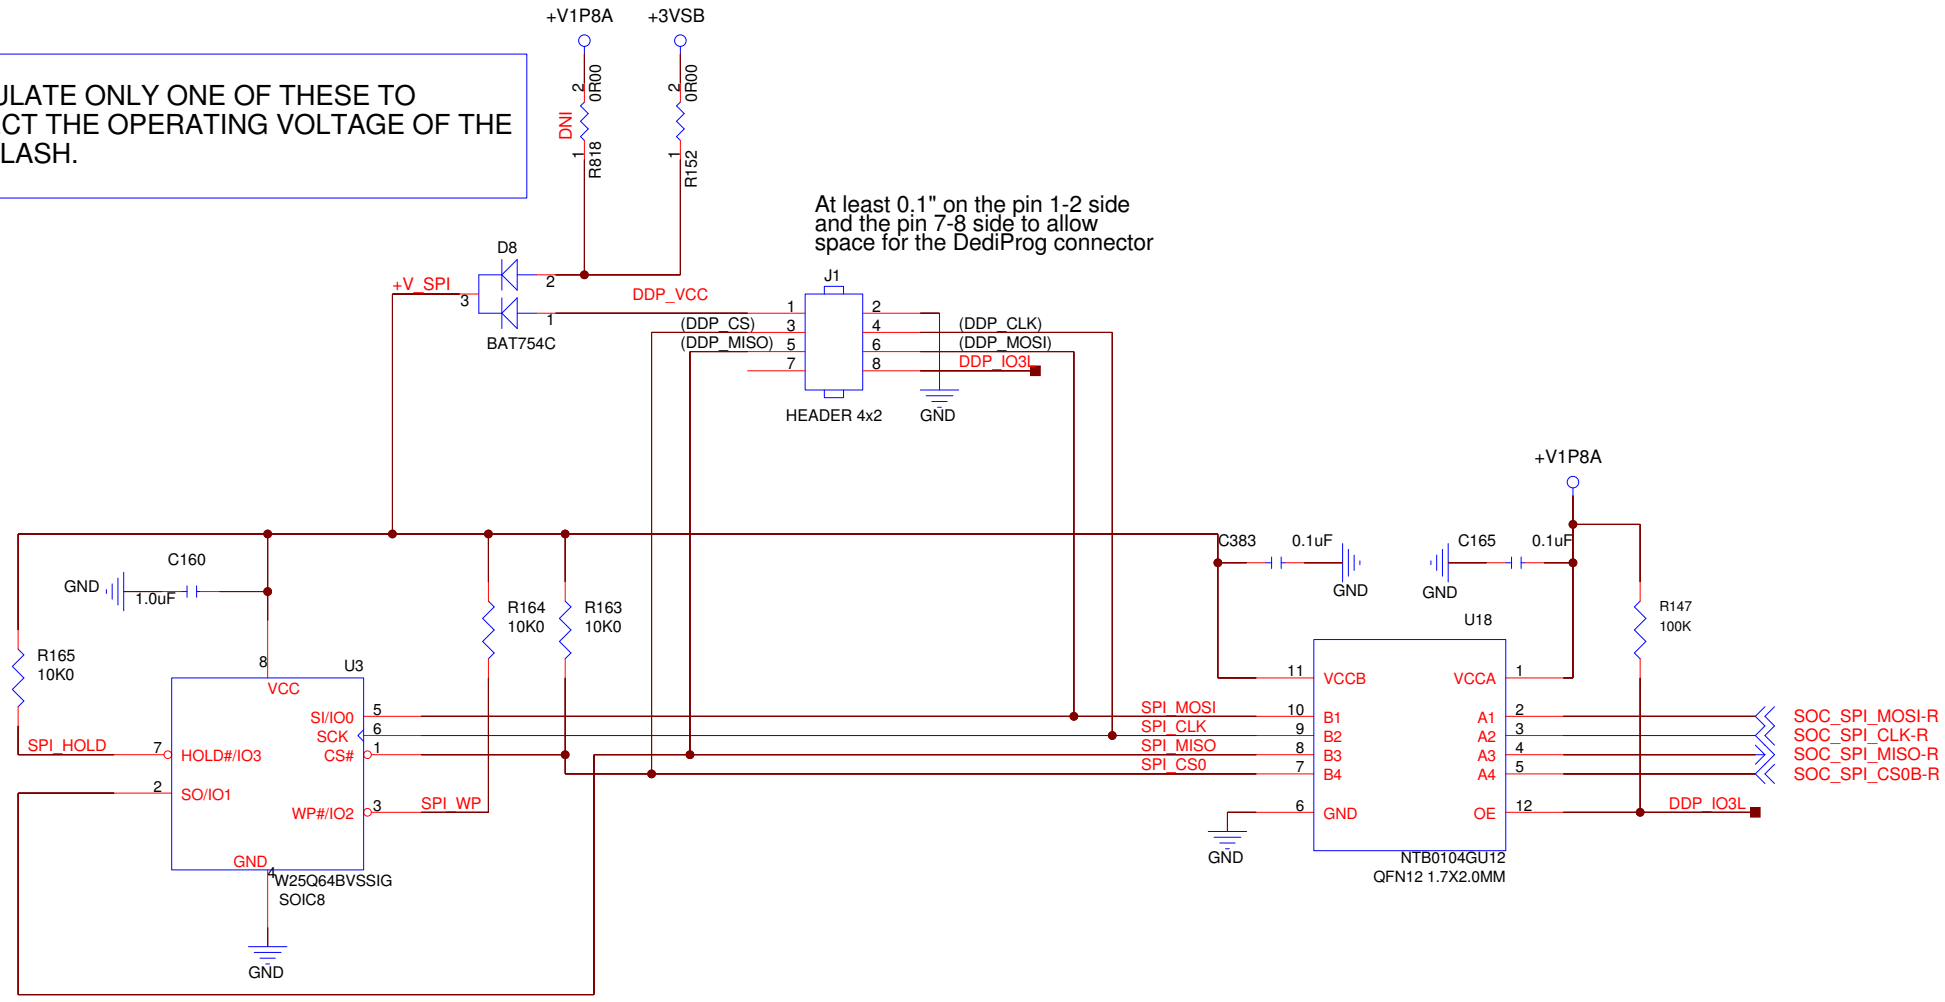 +V1P8A
+3VSB
ULATE ONLY ONE OF THESE TO
CT THE OPERATING VOLTAGE OF THE
LASH.
2
0R00
DNI
1
R818
2
0R00
1
R152
At least 0.1" on the pin 1-2 side
and the pin 7-8 side to allow
space for the DediProg connector
D8
+V_SPI
3
2
1
BAT754C
DDP_VCC
J1
1
2
(DDP_CS)
3
4
(DDP_CLK)
(DDP_MISO)
5
6
(DDP_MOSI)
7
8
DDP_IO3L
HEADER 4x2
GND
+V1P8A
C160
GND
1.0uF
C383
0.1uF
GND
C165
0.1uF
GND
R164
10K0
R163
10K0
R165
10K0
R147
100K
U3
8
VCC
SI/IO0
5
SCK
6
CS#
1
SPI_HOLD
7
HOLD#/IO3
2
SO/IO1
WP#/IO2
3
SPI_WP
GND
4
W25Q64BVSSIG
SOIC8
GND
U18
11
VCCB
VCCA
1
SPI_MOSI
10
B1
A1
2
SOC_SPI_MOSI-R
SPI_CLK
9
B2
A2
3
SOC_SPI_CLK-R
SPI_MISO
8
B3
A3
4
SOC_SPI_MISO-R
SPI_CS0
7
B4
A4
5
SOC_SPI_CS0B-R
6
GND
OE
12
DDP_IO3L
GND
NTB0104GU12
QFN12 1.7X2.0MM